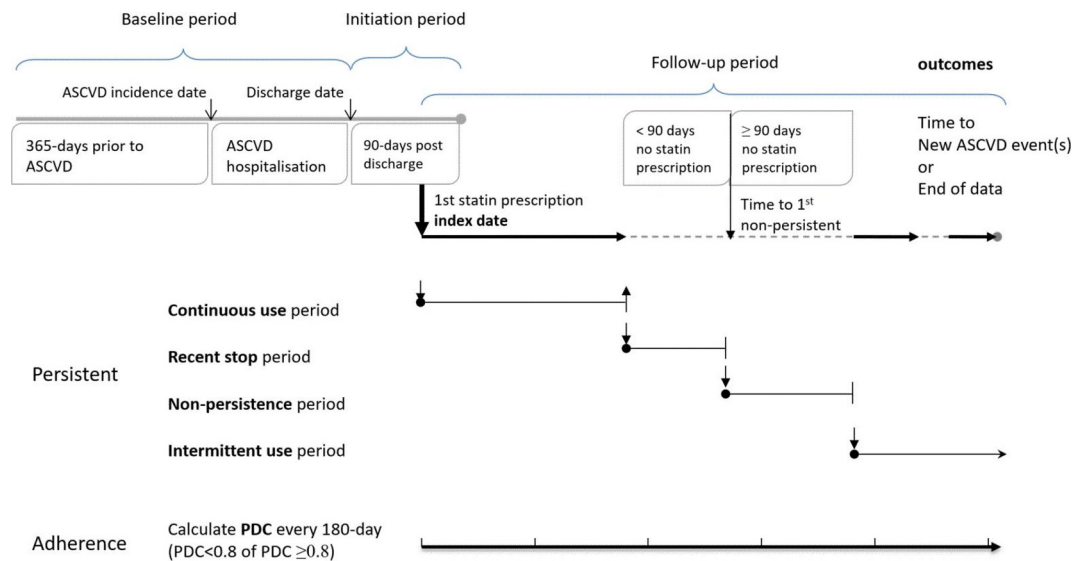 Baseline period
Initiation period
Follow-up period
outcomes
ASCVD incidence date
Discharge date
365-days prior to
ASCVD
ASCVD
hospitalisation
90-days post
discharge
< 90 days
no statin
prescription
≥ 90 days
no statin
prescription
Time to
New ASCVD event(s)
or
End of data
1st statin prescription
index date
Time to 1st
non-persistent
Persistent
Continuous use period
Recent stop period
Non-persistence period
Intermittent use period
Adherence
Calculate PDC every 180-day
(PDC<0.8 of PDC ≥0.8)